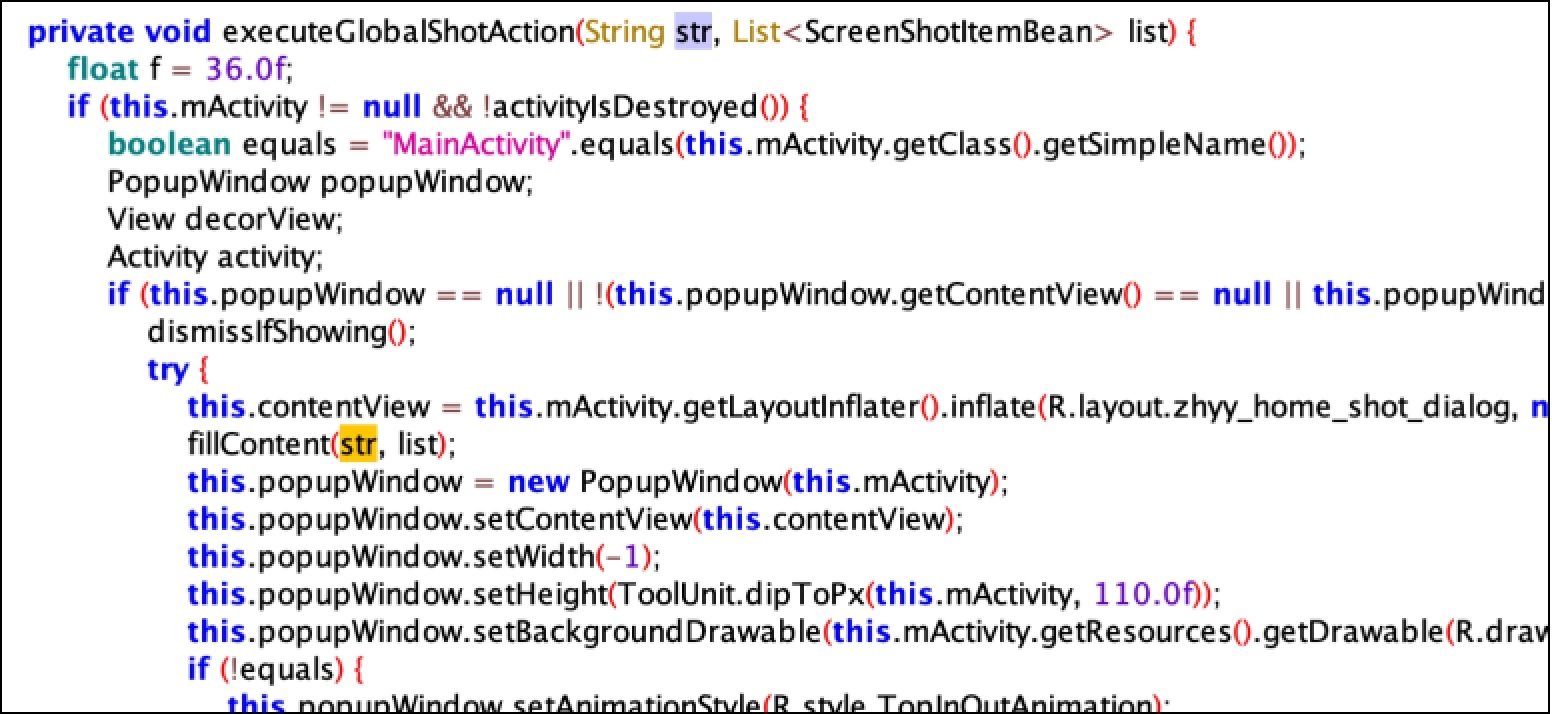 private void executeGlobalShotAction(String str, List<ScreenShotItemBean> list) {
float f = 36.0f;
if (this.mActivity != null && !activityIsDestroyed()) {
boolean equals = "MainActivity".equals(this.mActivity.getClass().getSimpleName());
PopupWindow popupWindow;
View decorView;
Activity activity;
if (this.popupWindow == null || !(this.popupWindow.getContentView() == null || this.popupWind
dismissIfShowing();
try {
this.contentView = this.mActivity.getLayoutInflater().inflate(R.layout.zhyy_home_shot_dialog, n
fillContent(str, list);
this.popupWindow = new PopupWindow(this.mActivity);
this.popupWindow.setContentView(this.contentView);
this.popupWindow.setWidth(-1);
this.popupWindow.setHeight(ToolUnit.dipToPx(this.mActivity, 110.0f));
this.popupWindow.setBackgroundDrawable(this.mActivity.getResources().getDrawable(R.draw
if (!equals) {
this.popupWindow.setAnimationStyle(R.style.TopInOutAnimation);